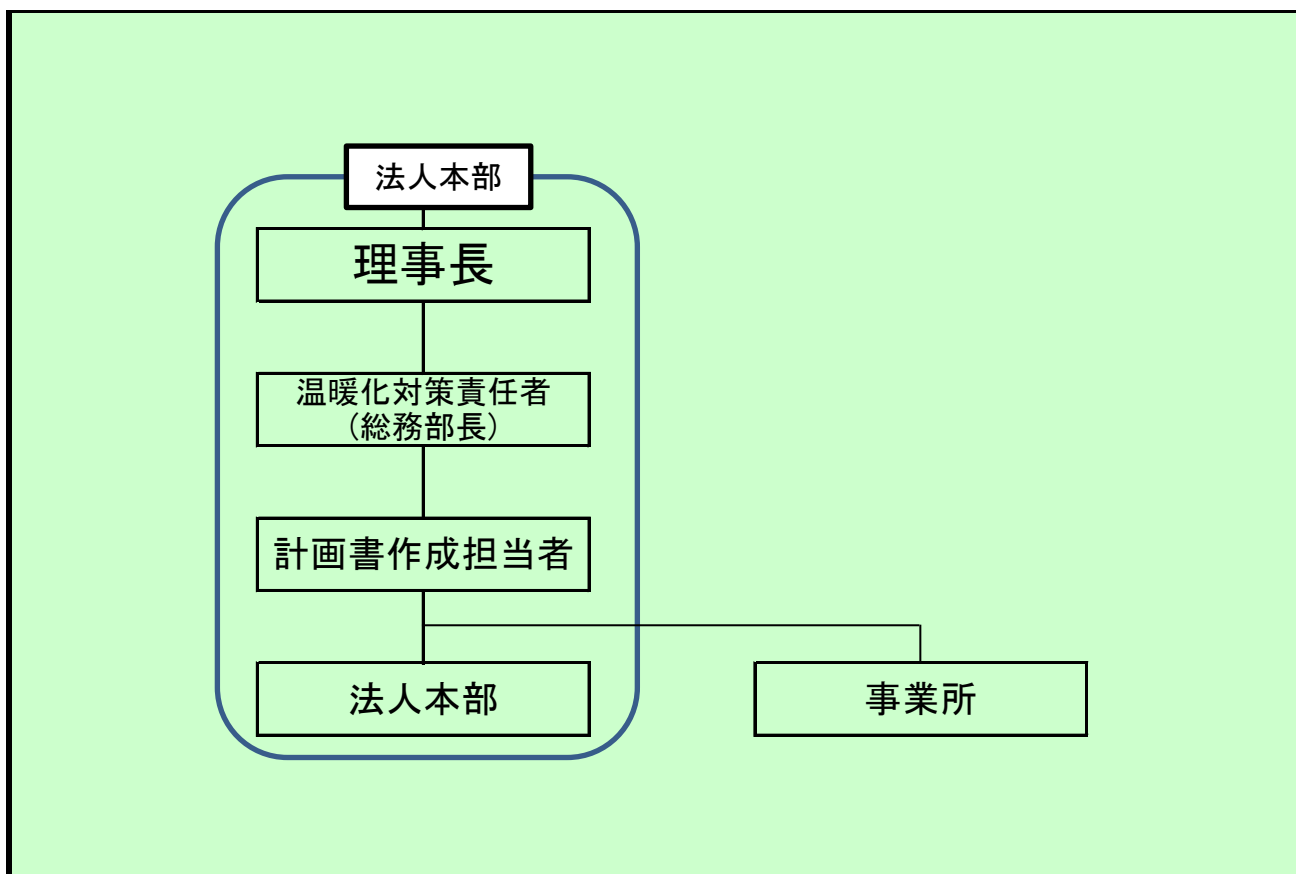 法人本部
理事長
温暖化対策責任者
（総務部長）
計画書作成担当者
法人本部
事業所